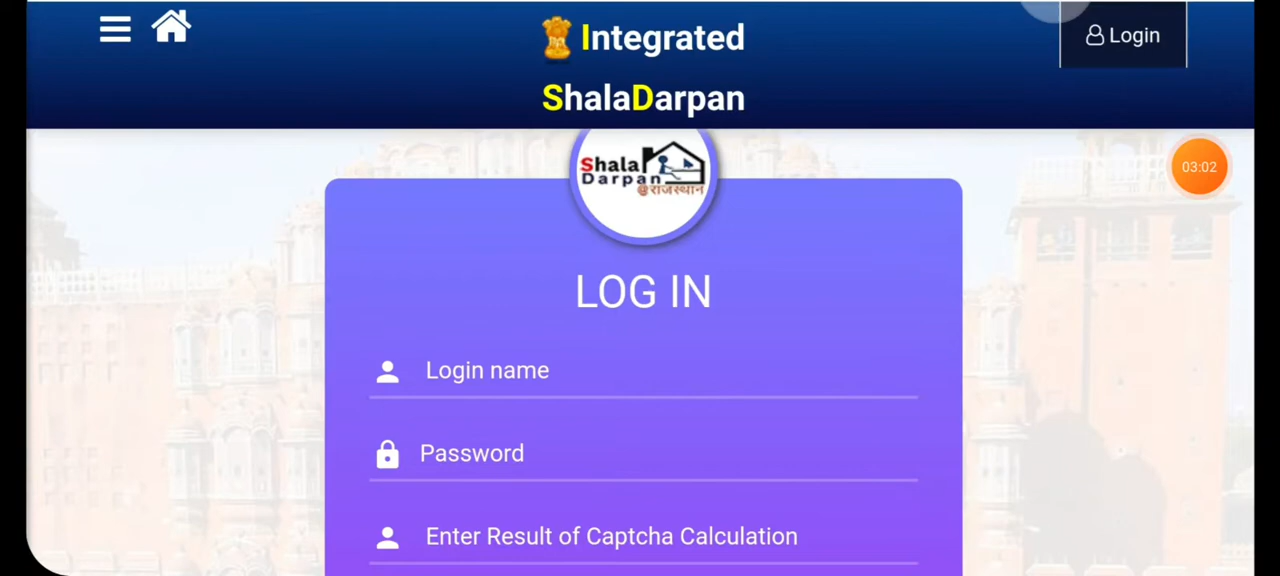 Integrated
ShalaDarpan
Login
03:02
Shala
Darpan
@राजस्थान
LOG IN
Login name
Password
Enter Result of Captcha Calculation